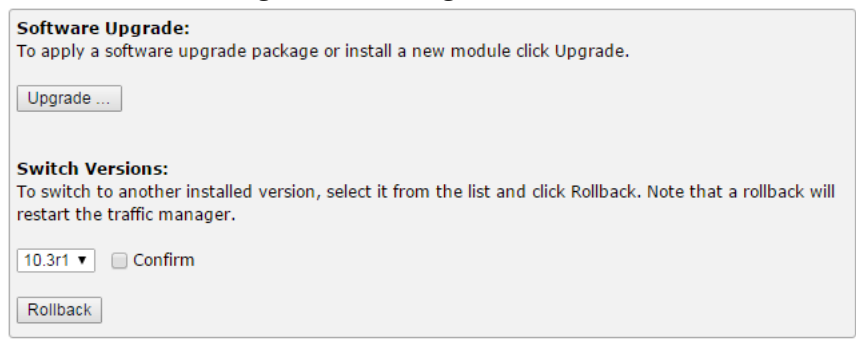 Software Upgrade:
To apply a software upgrade package or install a new module click Upgrade.
Upgrade ...
Switch Versions:
To switch to another installed version, select it from the list and click Rollback. Note that a rollback will
restart the traffic manager.
10.3r1 ▼ Confirm
Rollback